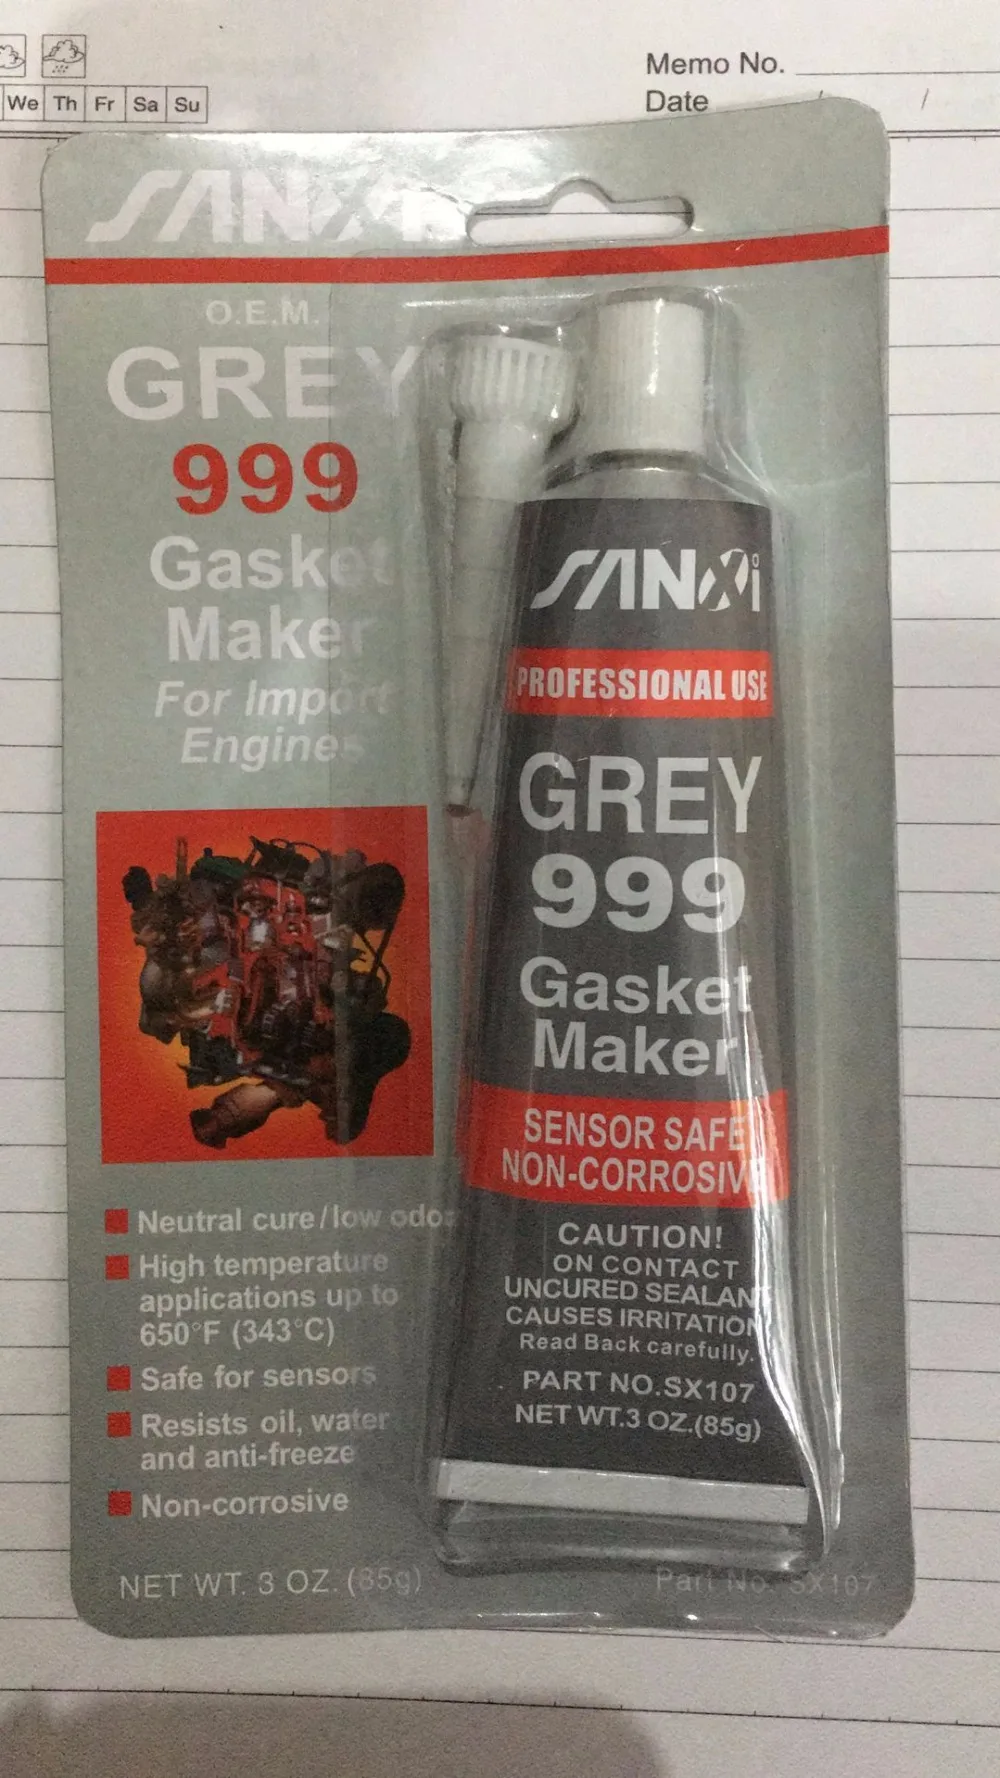 Memo No.
We Th Fr Sa Su
Date / /
SANXi
O.E.M.
GREY
999
Gasket
Maker
For Import
Engines
Neutral cure/low odor
High temperature
applications up to
650°F (343°C)
Safe for sensors
Resists oil, water
and anti-freeze
Non-corrosive
NET WT. 3 OZ. (85g)
Part No. SX107
SANXi
PROFESSIONAL USE
GREY
999
Gasket
Maker
SENSOR SAFE
NON-CORROSIVE
CAUTION!
ON CONTACT
UNCURED SEALANT
CAUSES IRRITATION
Read Back carefully.
PART NO.SX107
NET WT.3 OZ.(85g)